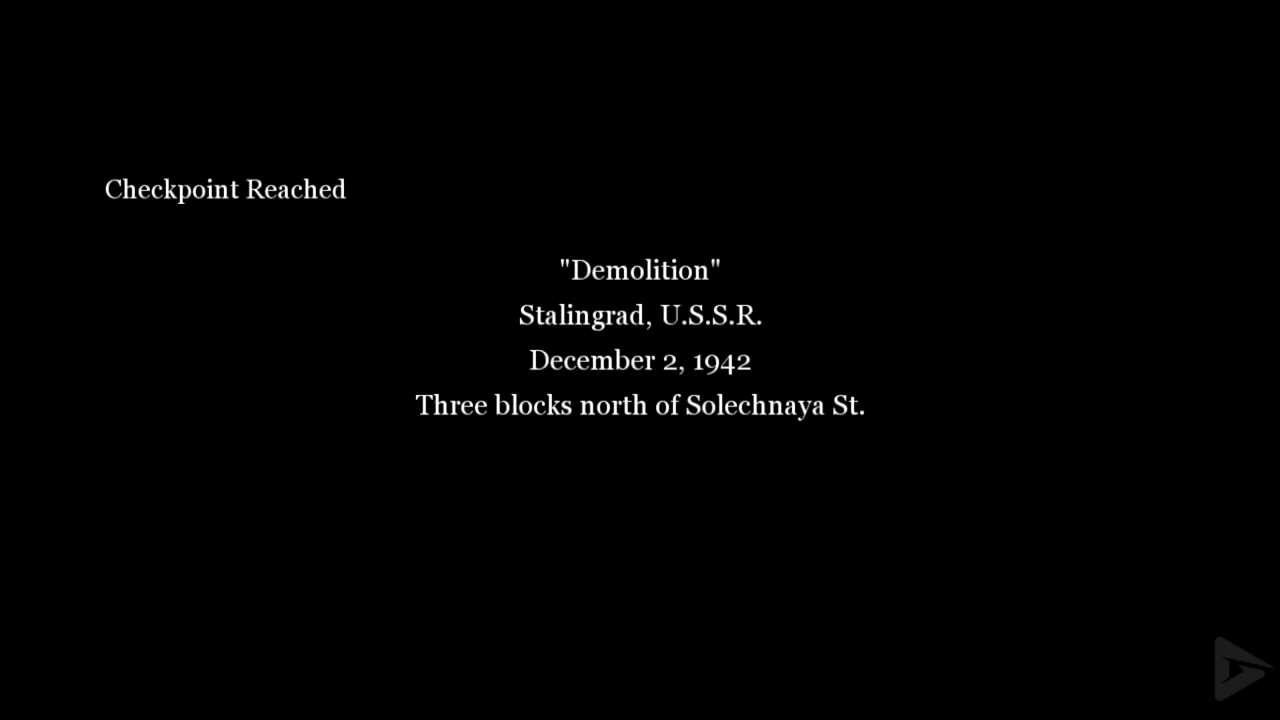 Checkpoint Reached
"Demolition"
Stalingrad, U.S.S.R.
December 2, 1942
Three blocks north of Solechnaya St.